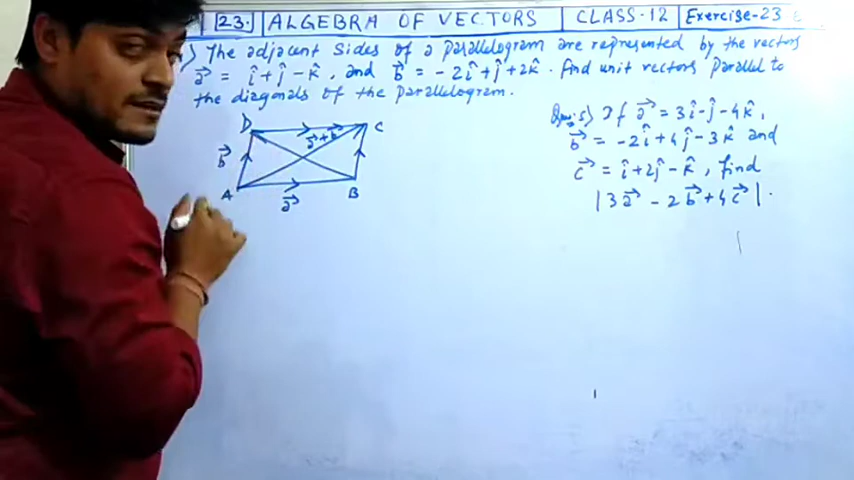 23. ALGEBRA OF VECTORS CLASS-12 Exercise-23
) The adjacent sides of a parallelogram are represented by the vectors
a⃗ = î+ĵ-k̂, and b⃗ = -2î+ĵ+2k̂. find unit vectors parallel to
the diagonals of the parallelogram.
D C
a⃗+b⃗
b⃗
A B
a⃗
Ques) If a⃗ = 3î-ĵ-4k̂,
b⃗ = -2î+4ĵ-3k̂ and
c⃗ = î+2ĵ-k̂, find
|3a⃗ - 2b⃗+4c⃗|.